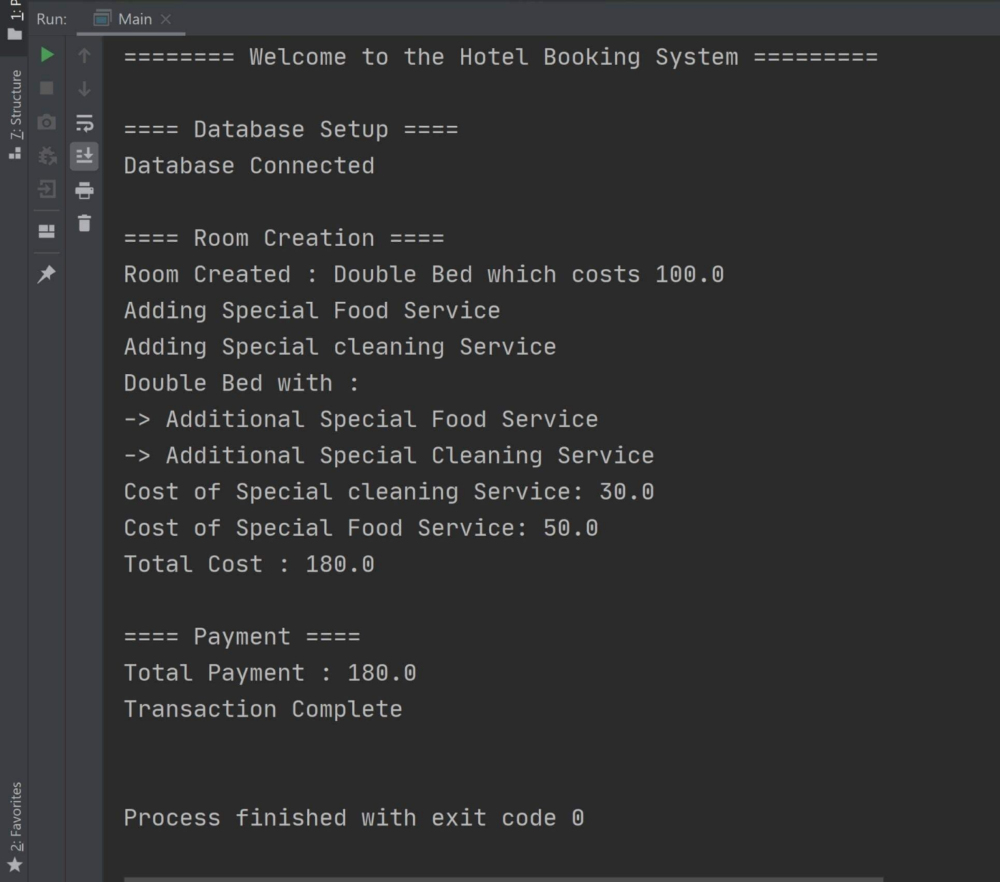 1: P
Run: Main
7: Structure
======== Welcome to the Hotel Booking System =========
==== Database Setup ====
Database Connected
==== Room Creation ====
Room Created : Double Bed which costs 100.0
Adding Special Food Service
Adding Special cleaning Service
Double Bed with :
-> Additional Special Food Service
-> Additional Special Cleaning Service
Cost of Special cleaning Service: 30.0
Cost of Special Food Service: 50.0
Total Cost : 180.0
==== Payment ====
Total Payment : 180.0
Transaction Complete
Process finished with exit code 0
2: Favorites